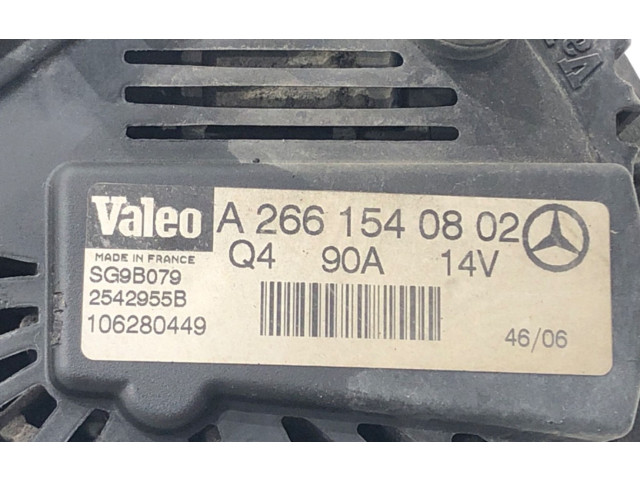 Valeo A 266 154 08 02
MADE IN FRANCE Q4 90A 14V
SG9B079
2542955B
106280449 46/06